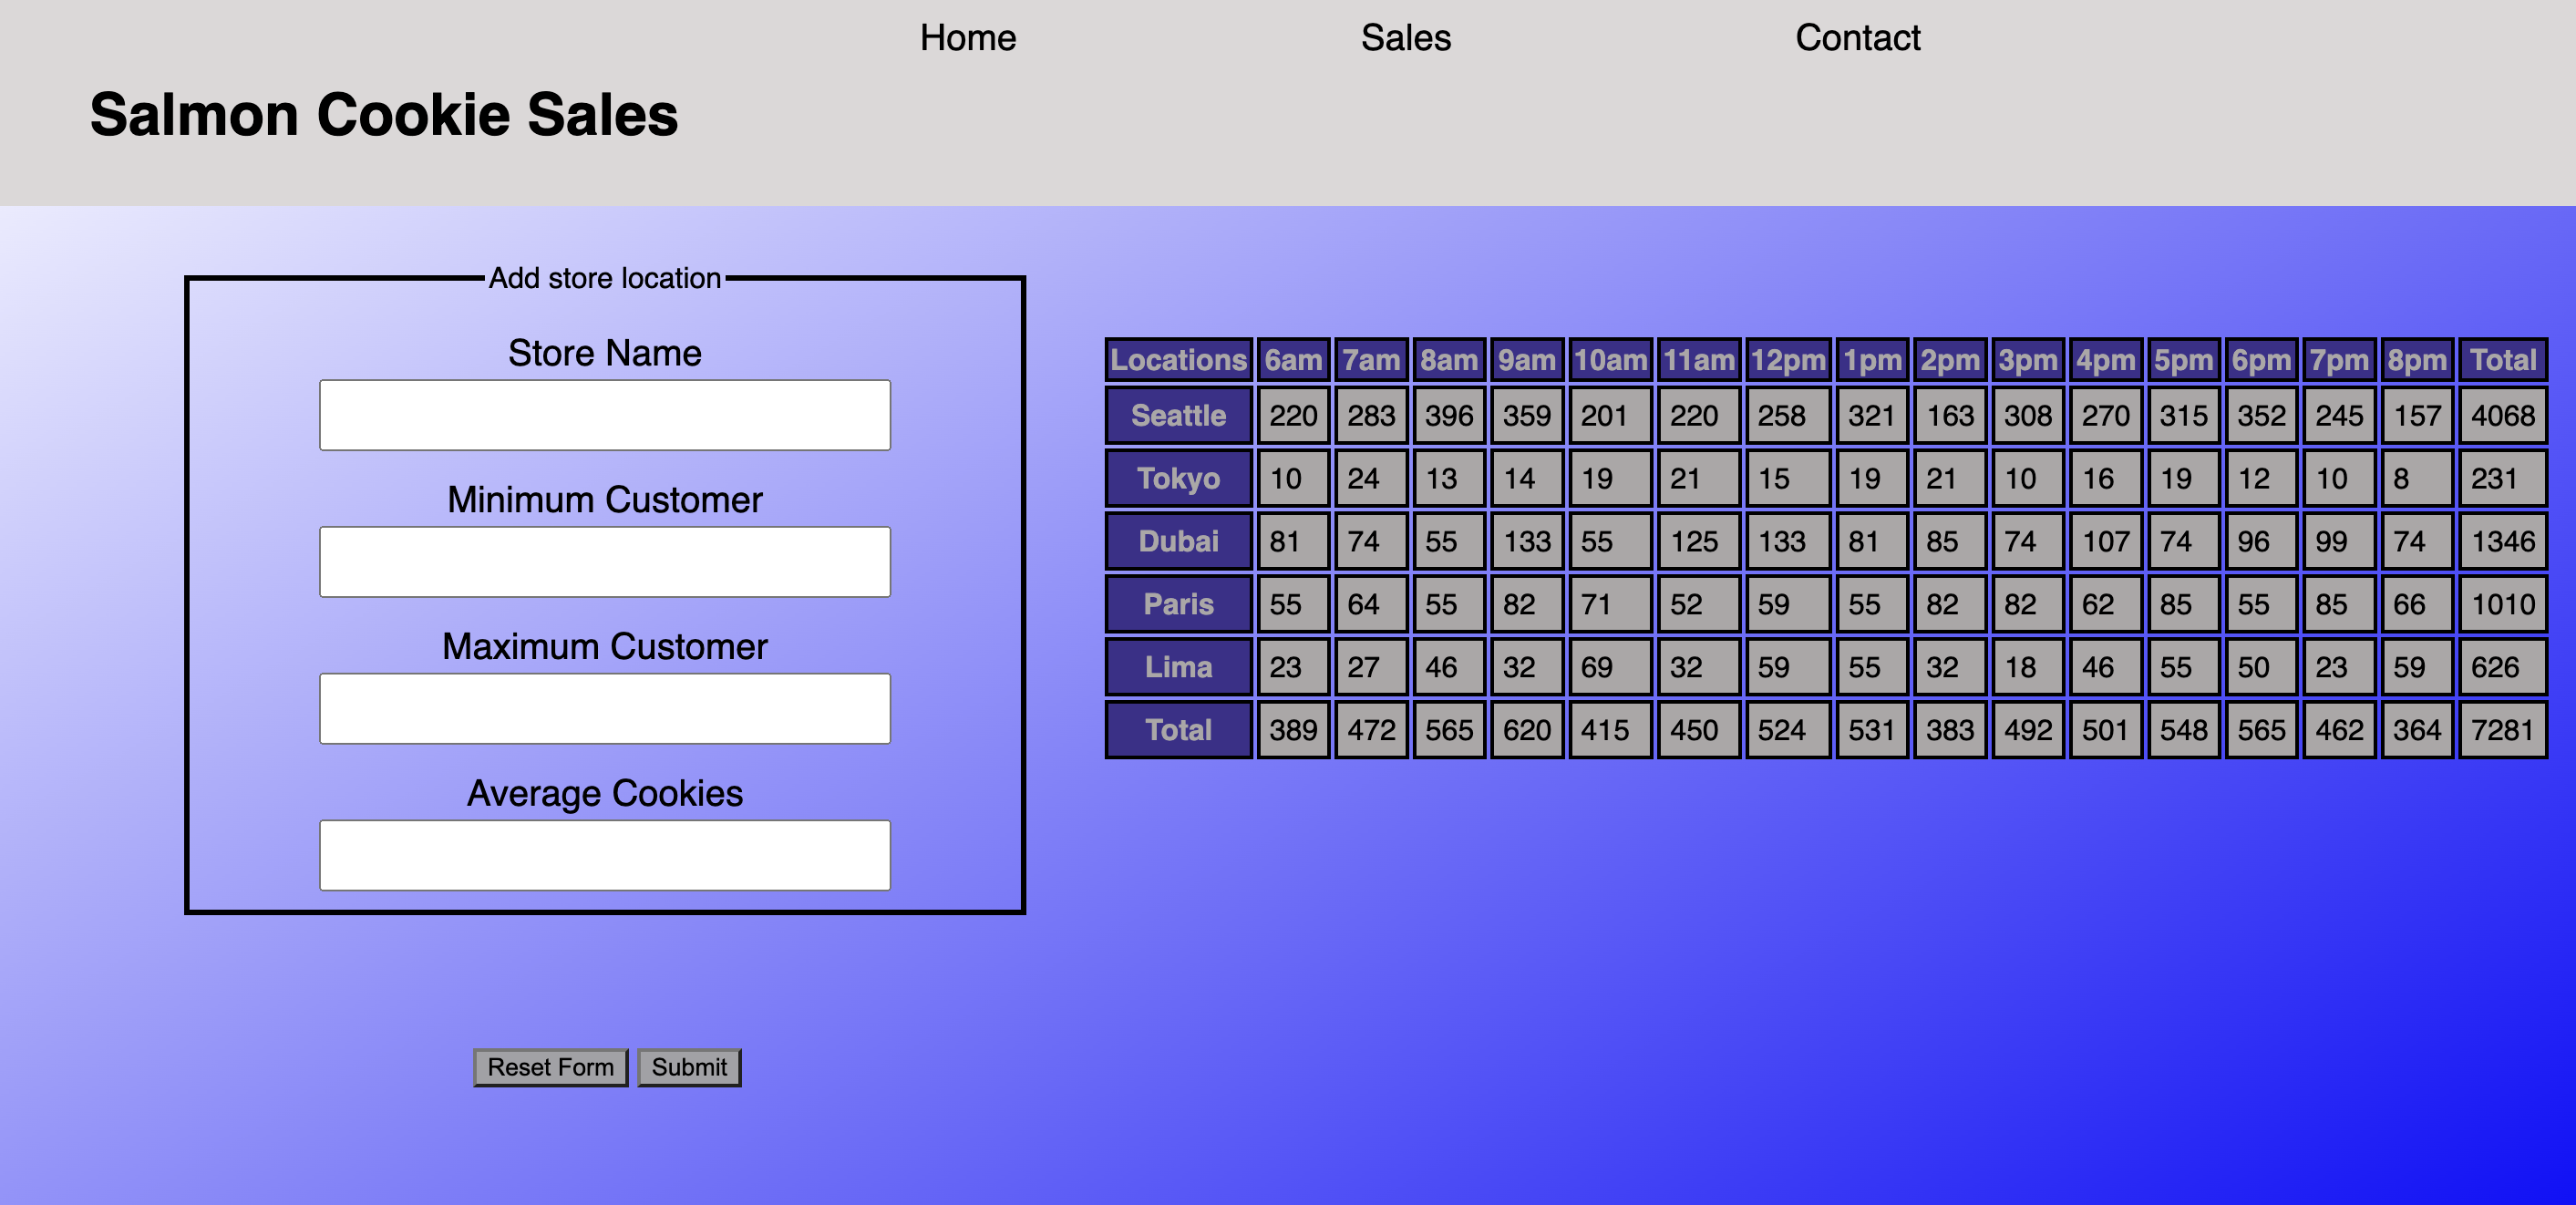 Home Sales Contact
Salmon Cookie Sales
Add store location
Store Name
Minimum Customer
Maximum Customer
Average Cookies
Reset Form Submit
Locations 6am 7am 8am 9am 10am 11am 12pm 1pm 2pm 3pm 4pm 5pm 6pm 7pm 8pm Total
Seattle 220 283 396 359 201 220 258 321 163 308 270 315 352 245 157 4068
Tokyo 10 24 13 14 19 21 15 19 21 10 16 19 12 10 8 231
Dubai 81 74 55 133 55 125 133 81 85 74 107 74 96 99 74 1346
Paris 55 64 55 82 71 52 59 55 82 82 62 85 55 85 66 1010
Lima 23 27 46 32 69 32 59 55 32 18 46 55 50 23 59 626
Total 389 472 565 620 415 450 524 531 383 492 501 548 565 462 364 7281